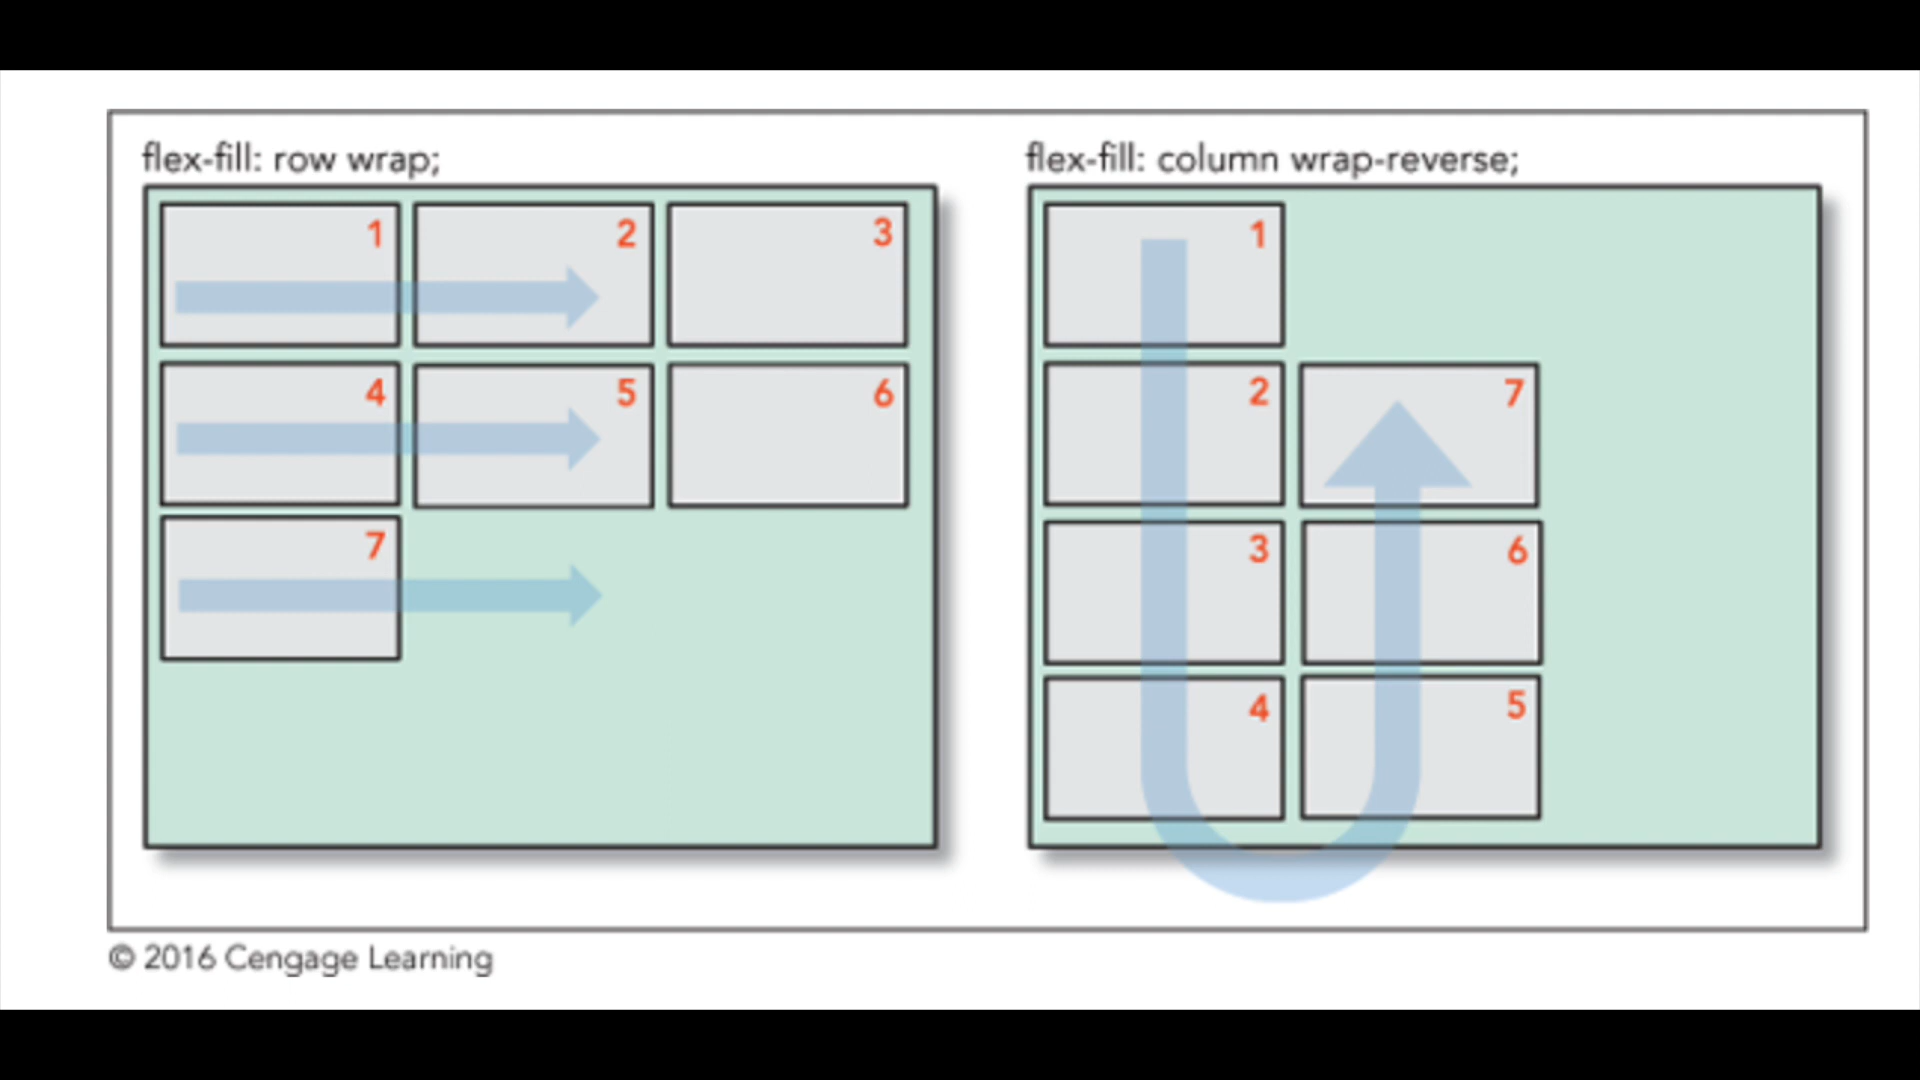 flex-fill: row wrap;
1 2 3
4 5 6
7
flex-fill: column wrap-reverse;
1
2 7
3 6
4 5
© 2016 Cengage Learning